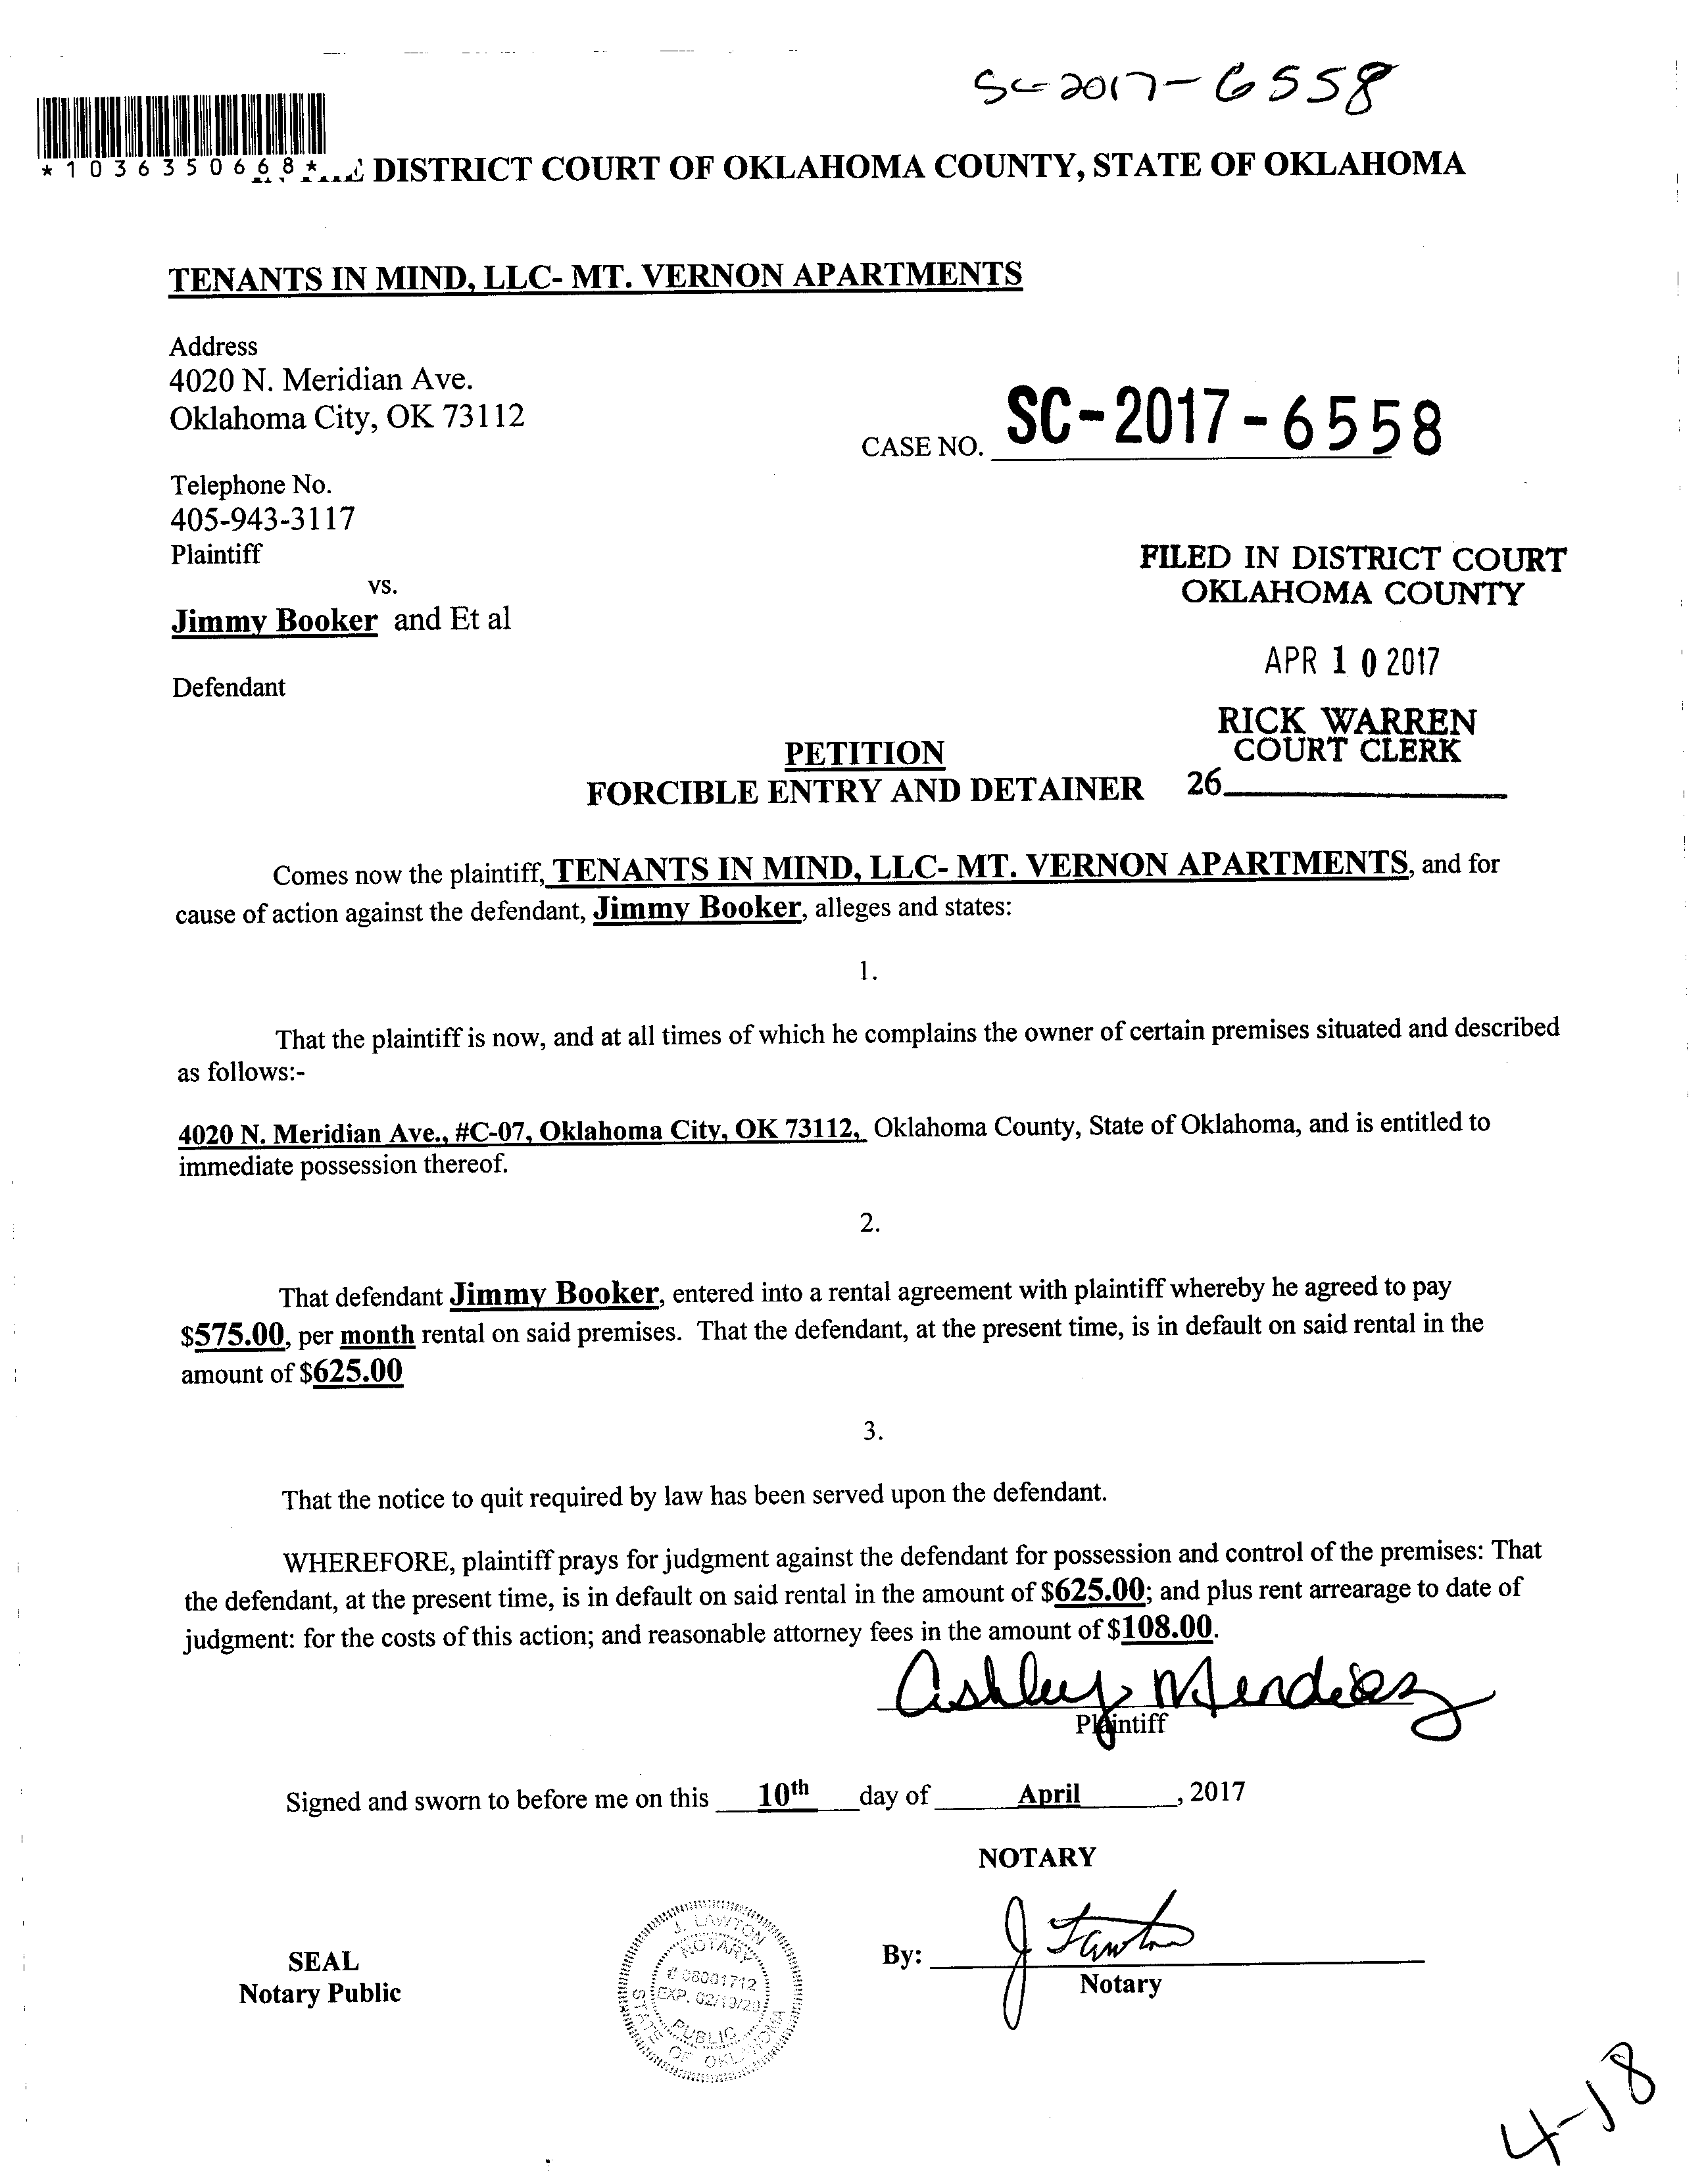 SC-2017-6558
*1036350668* DISTRICT COURT OF OKLAHOMA COUNTY, STATE OF OKLAHOMA
TENANTS IN MIND, LLC- MT. VERNON APARTMENTS
Address
4020 N. Meridian Ave.
Oklahoma City, OK 73112
CASE NO. SC-2017-6558
Telephone No.
405-943-3117
Plaintiff
vs.
Jimmy Booker and Et al
Defendant
FILED IN DISTRICT COURT
OKLAHOMA COUNTY
APR 10 2017
RICK WARREN
COURT CLERK
26
PETITION
FORCIBLE ENTRY AND DETAINER
Comes now the plaintiff, TENANTS IN MIND, LLC- MT. VERNON APARTMENTS, and for
cause of action against the defendant, Jimmy Booker, alleges and states:
1.
That the plaintiff is now, and at all times of which he complains the owner of certain premises situated and described
as follows:-
4020 N. Meridian Ave., #C-07, Oklahoma City, OK 73112, Oklahoma County, State of Oklahoma, and is entitled to
immediate possession thereof.
2.
That defendant Jimmy Booker, entered into a rental agreement with plaintiff whereby he agreed to pay
$575.00, per month rental on said premises. That the defendant, at the present time, is in default on said rental in the
amount of $625.00
3.
That the notice to quit required by law has been served upon the defendant.
WHEREFORE, plaintiff prays for judgment against the defendant for possession and control of the premises: That
the defendant, at the present time, is in default on said rental in the amount of $625.00; and plus rent arrearage to date of
judgment: for the costs of this action; and reasonable attorney fees in the amount of $108.00.
Ashley Mendez
Plaintiff
Signed and sworn to before me on this 10th day of April, 2017
NOTARY
SEAL
Notary Public
J. LAWTON
NOTARY
# 08001712
EXP. 02/13/20
PUBLIC
STATE OF OKLAHOMA
By: J Lawton
Notary
4-18